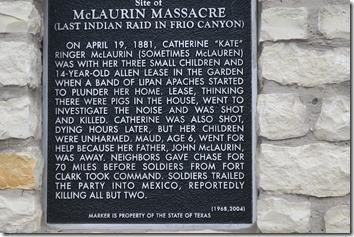 Site of
McLAURIN MASSACRE
(LAST INDIAN RAID IN FRIO CANYON)
ON APRIL 19, 1881, CATHERINE "KATE"
RINGER McLAURIN (SOMETIMES McLAUREN)
WAS WITH HER THREE SMALL CHILDREN AND
14-YEAR-OLD ALLEN LEASE IN THE GARDEN
WHEN A BAND OF LIPAN APACHES STARTED
TO PLUNDER HER HOME. LEASE, THINKING
THERE WERE PIGS IN THE HOUSE, WENT TO
INVESTIGATE THE NOISE AND WAS SHOT
AND KILLED. CATHERINE WAS ALSO SHOT,
DYING HOURS LATER, BUT HER CHILDREN
WERE UNHARMED. MAUD, AGE 6, WENT FOR
HELP BECAUSE HER FATHER, JOHN McLAURIN,
WAS AWAY. NEIGHBORS GAVE CHASE FOR
70 MILES BEFORE SOLDIERS FROM FORT
CLARK TOOK COMMAND. SOLDIERS TRAILED
THE PARTY INTO MEXICO, REPORTEDLY
KILLING ALL BUT TWO.
(1968, 2004)
MARKER IS PROPERTY OF THE STATE OF TEXAS